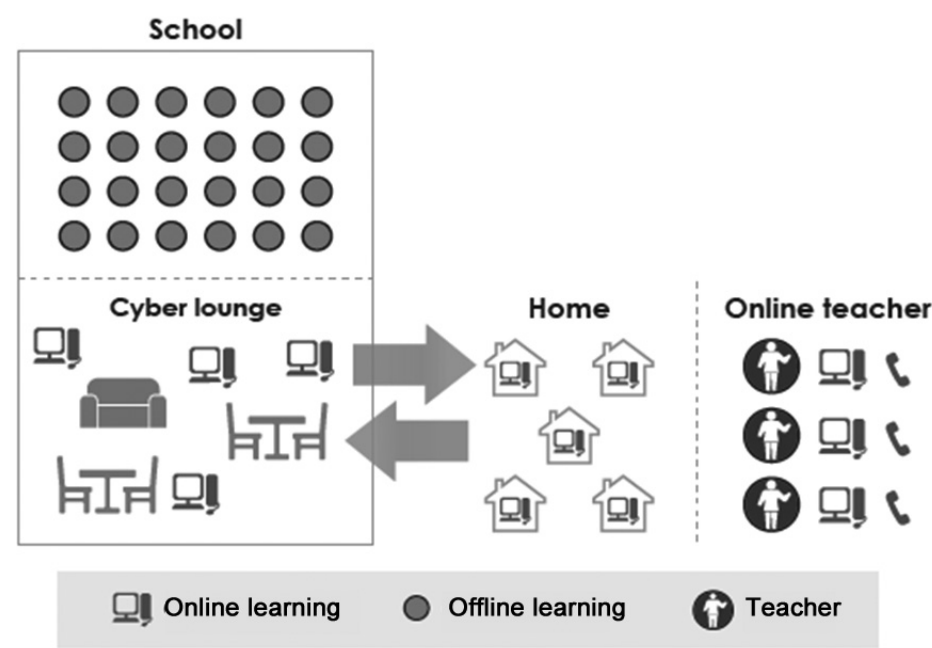 School
Cyber lounge
Home
Online teacher
Online learning
Offline learning
Teacher